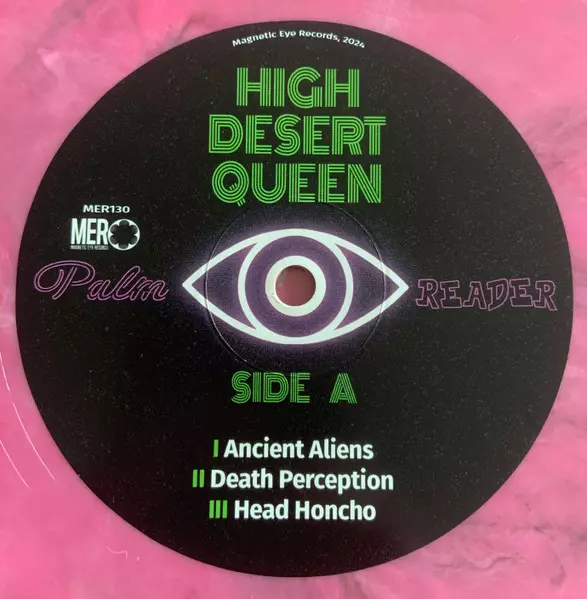 Magnetic Eye Records, 2024
HIGH
DESERT
QUEEN
MER130
MER
MAGNETIC EYE RECORDS
Palm READER
SIDE A
I Ancient Aliens
II Death Perception
III Head Honcho